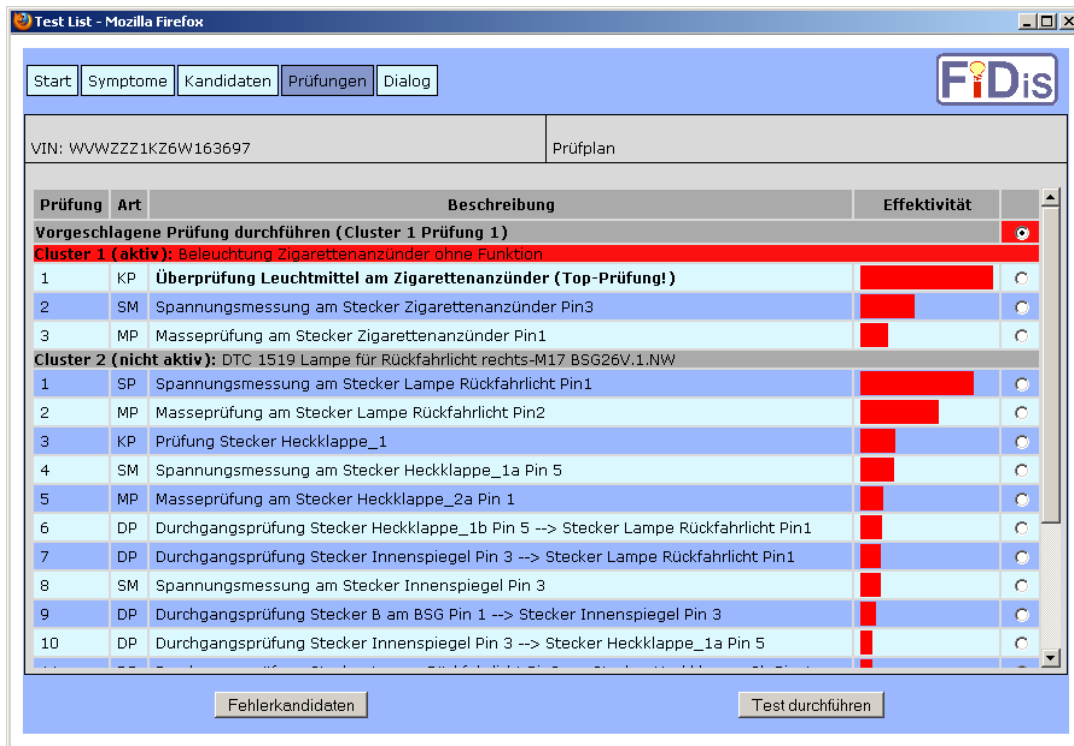 Test List - Mozilla Firefox
Start Symptome Kandidaten Prüfungen Dialog
FiDis
VIN: WVWZZZ1KZ6W163697 Prüfplan
Prüfung Art Beschreibung Effektivität
Vorgeschlagene Prüfung durchführen (Cluster 1 Prüfung 1)
Cluster 1 (aktiv): Beleuchtung Zigarettenanzünder ohne Funktion
1 KP Überprüfung Leuchtmittel am Zigarettenanzünder (Top-Prüfung!)
2 SM Spannungsmessung am Stecker Zigarettenanzünder Pin3
3 MP Masseprüfung am Stecker Zigarettenanzünder Pin1
Cluster 2 (nicht aktiv): DTC 1519 Lampe für Rückfahrlicht rechts-M17 BSG26V.1.NW
1 SP Spannungsmessung am Stecker Lampe Rückfahrlicht Pin1
2 MP Masseprüfung am Stecker Lampe Rückfahrlicht Pin2
3 KP Prüfung Stecker Heckklappe_1
4 SM Spannungsmessung am Stecker Heckklappe_1a Pin 5
5 MP Masseprüfung am Stecker Heckklappe_2a Pin 1
6 DP Durchgangsprüfung Stecker Heckklappe_1b Pin 5 --> Stecker Lampe Rückfahrlicht Pin1
7 DP Durchgangsprüfung Stecker Innenspiegel Pin 3 --> Stecker Lampe Rückfahrlicht Pin1
8 SM Spannungsmessung am Stecker Innenspiegel Pin 3
9 DP Durchgangsprüfung Stecker B am BSG Pin 1 --> Stecker Innenspiegel Pin 3
10 DP Durchgangsprüfung Stecker Innenspiegel Pin 3 --> Stecker Heckklappe_1a Pin 5
Fehlerkandidaten Test durchführen